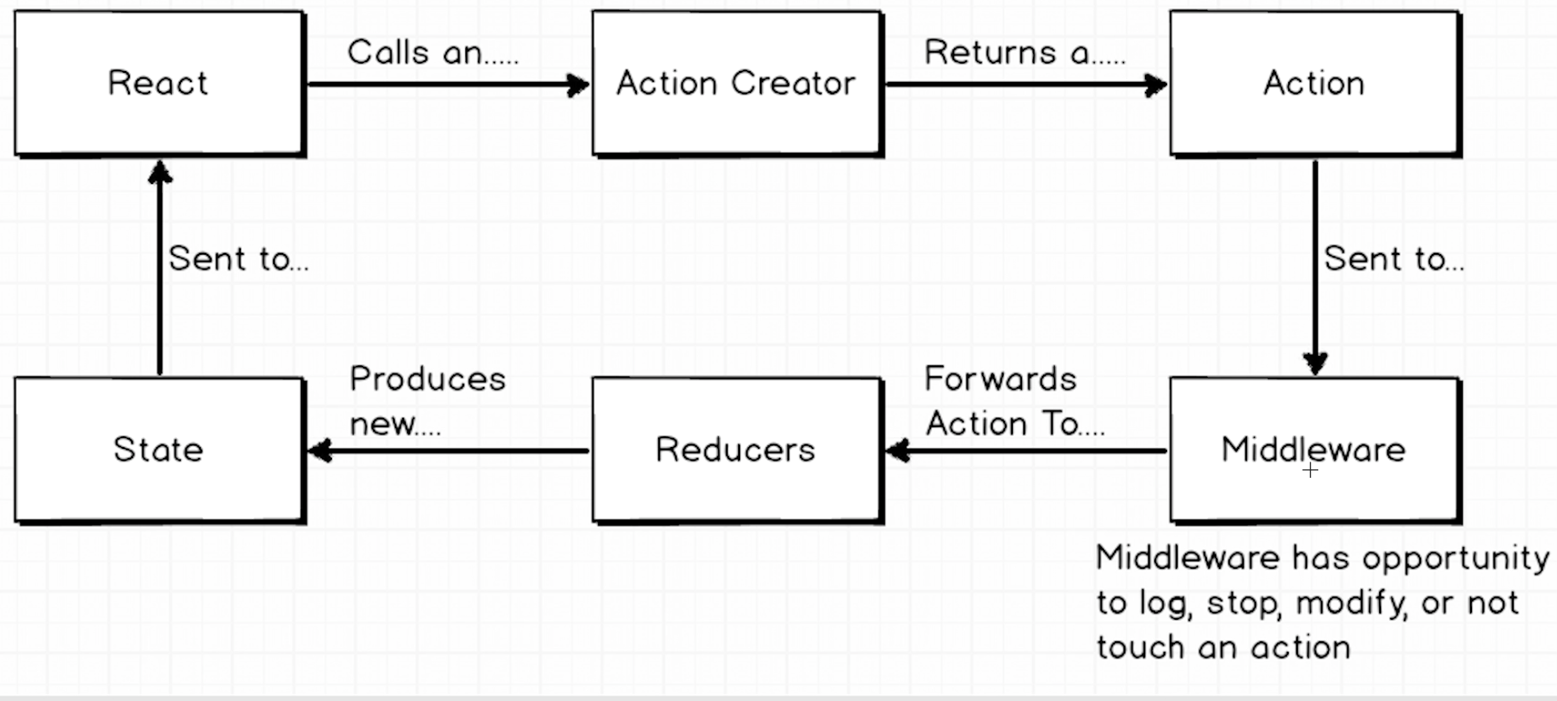 React
Calls an.....
Action Creator
Returns a.....
Action
Sent to...
Sent to...
State
Produces
new....
Reducers
Forwards
Action To....
Middleware
Middleware has opportunity
to log, stop, modify, or not
touch an action